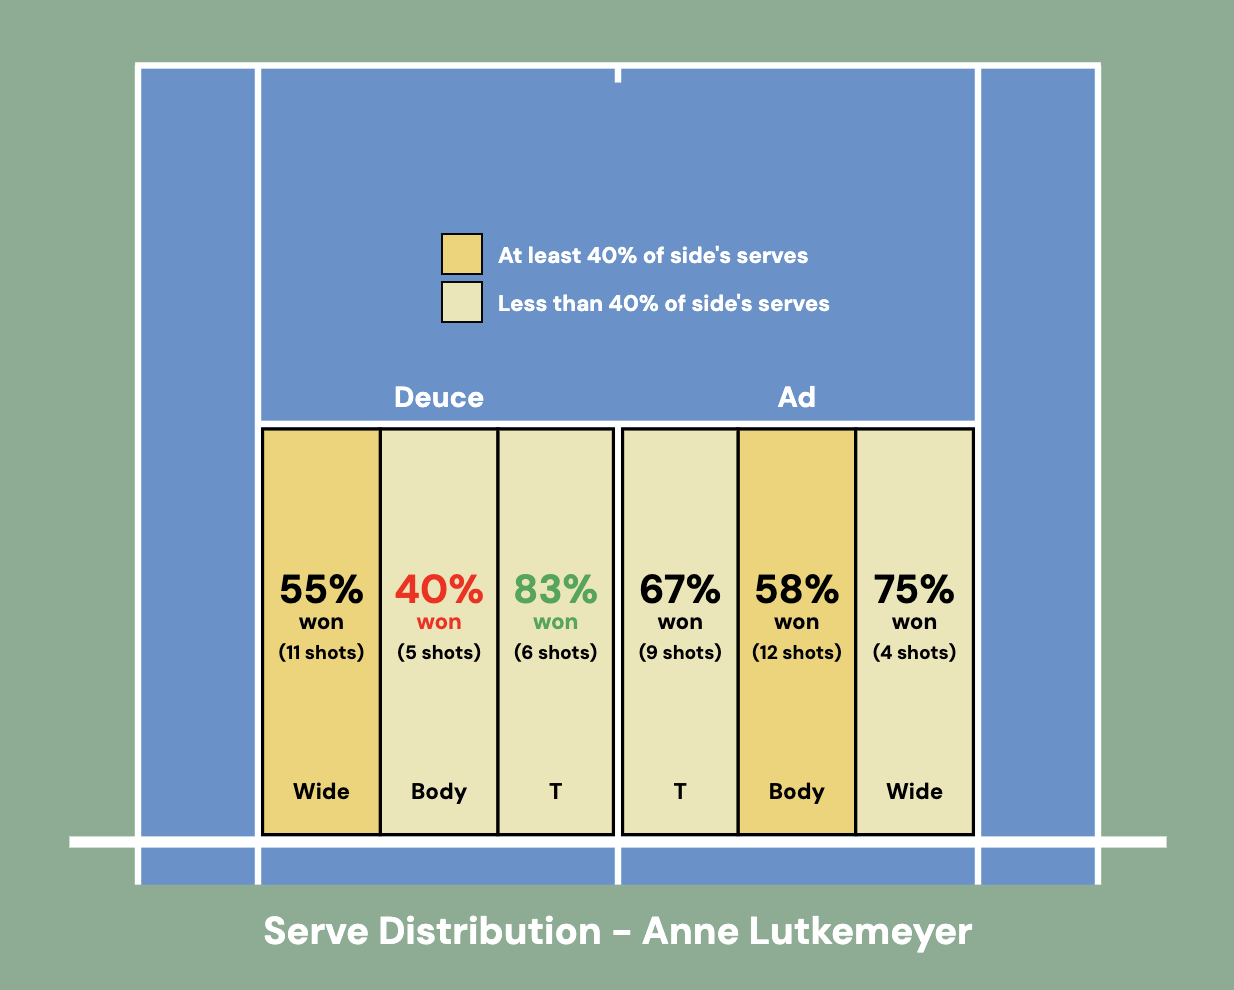 At least 40% of side's serves
Less than 40% of side's serves
Deuce
Ad
55%
won
(11 shots)
Wide
40%
won
(5 shots)
Body
83%
won
(6 shots)
T
67%
won
(9 shots)
T
58%
won
(12 shots)
Body
75%
won
(4 shots)
Wide
Serve Distribution – Anne Lutkemeyer